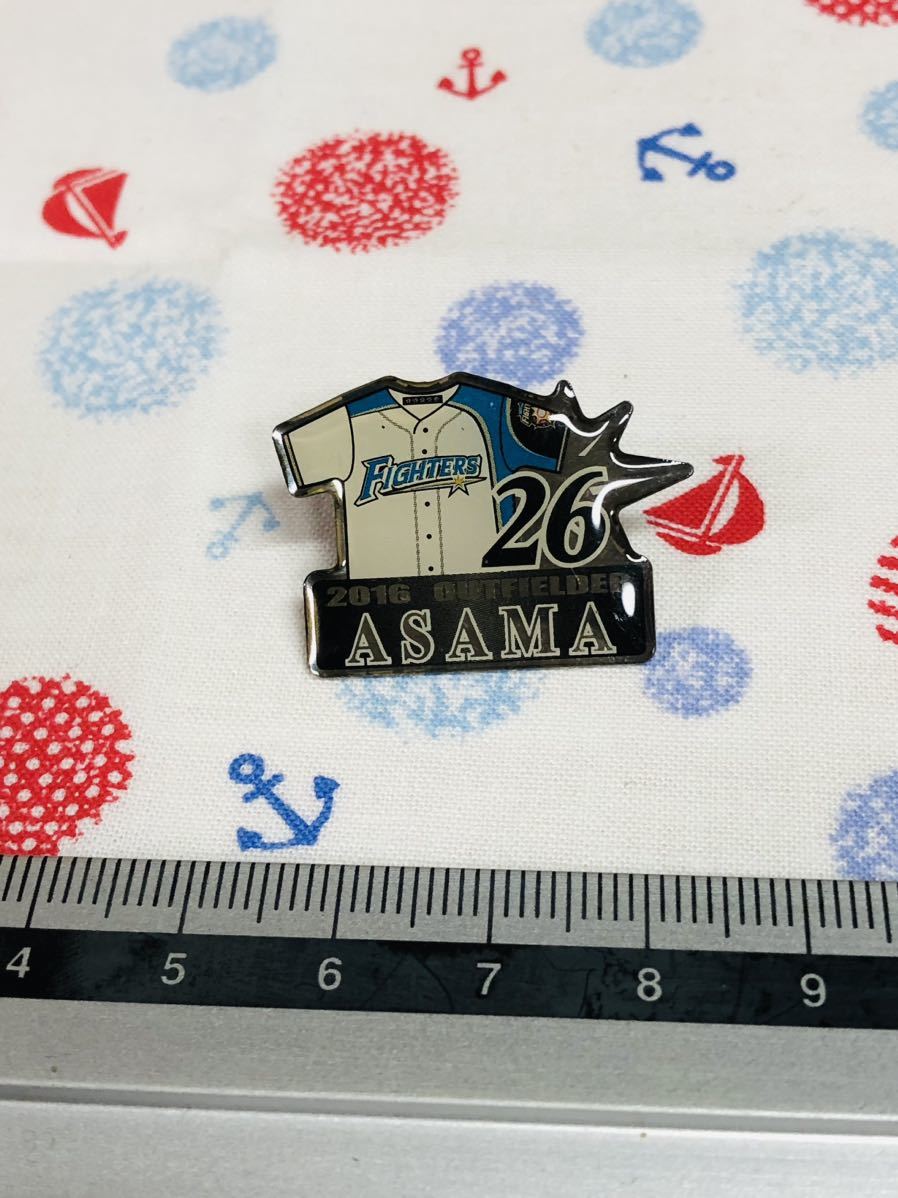 FIGHTERS
26
2016 OUTFIELDER
ASAMA
4 5 6 7 8 9